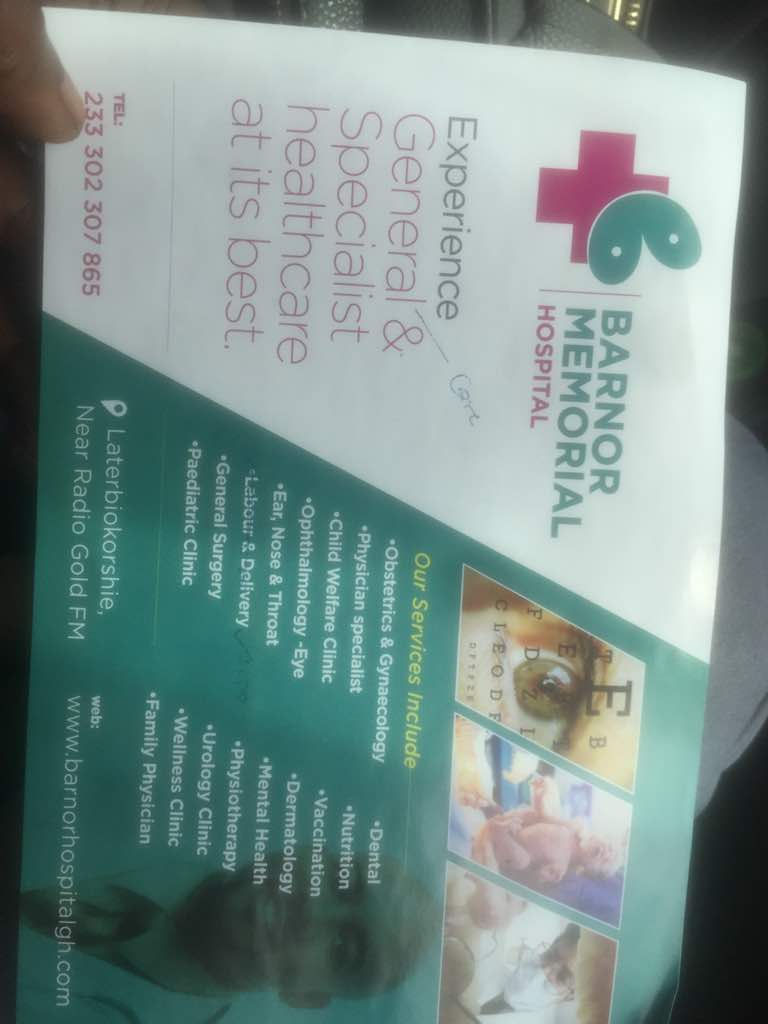 BARNOR
MEMORIAL
HOSPITAL
Experience
Care
General &
Specialist
healthcare
at its best.
TEL:
233 302 307 865
E
T B
F D Z L
CLEODF
Our Services Include
•Obstetrics & Gynaecology
•Physician specialist
•Child Welfare Clinic
•Ophthalmology -Eye
•Ear, Nose & Throat
•Labour & Delivery
•General Surgery
•Paediatric Clinic
•Dental
•Nutrition
•Vaccination
•Dermatology
•Mental Health
•Physiotherapy
•Urology Clinic
•Wellness Clinic
•Family Physician
Laterbiokorshie,
Near Radio Gold FM
web:
www.barnorhospitalgh.com